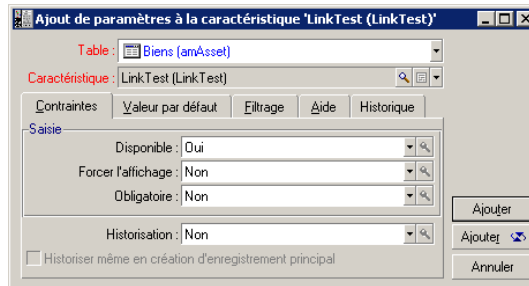 Ajout de paramètres à la caractéristique 'LinkTest (LinkTest)'
Table : Biens (amAsset)
Caractéristique : LinkTest (LinkTest)
Contraintes Valeur par défaut Filtrage Aide Historique
Saisie
Disponible : Oui
Forcer l'affichage : Non
Obligatoire : Non
Ajouter
Historisation : Non
Ajouter
Historiser même en création d'enregistrement principal
Annuler